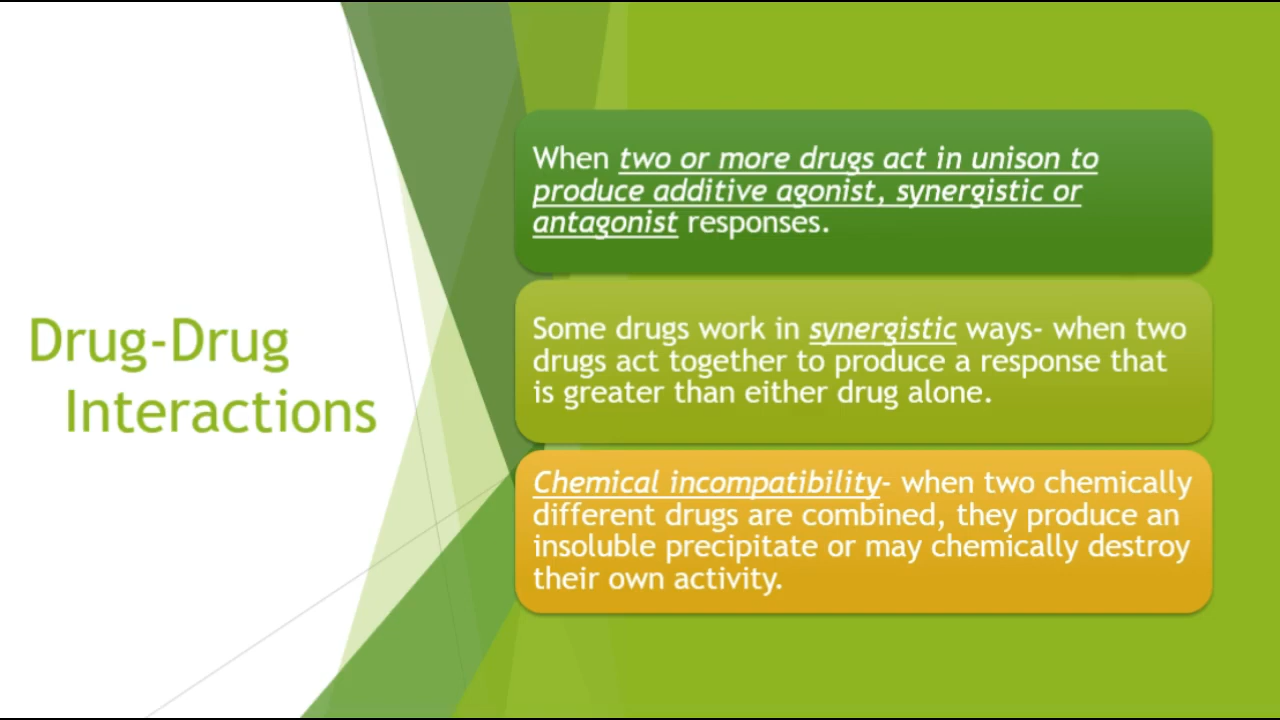 Drug-Drug
Interactions
When two or more drugs act in unison to
produce additive agonist, synergistic or
antagonist responses.
Some drugs work in synergistic ways- when two
drugs act together to produce a response that
is greater than either drug alone.
Chemical incompatibility- when two chemically
different drugs are combined, they produce an
insoluble precipitate or may chemically destroy
their own activity.